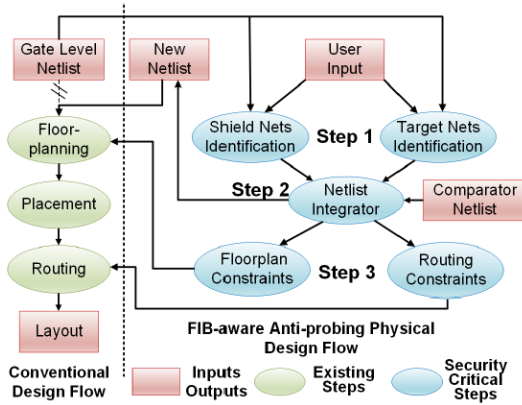 Gate Level
Netlist
New
Netlist
User
Input
Floor-
planning
Shield Nets
Identification
Step 1
Target Nets
Identification
Placement
Step 2
Netlist
Integrator
Comparator
Netlist
Routing
Floorplan
Constraints
Step 3
Routing
Constraints
Layout
FIB-aware Anti-probing Physical
Design Flow
Conventional
Design Flow
Inputs
Outputs
Existing
Steps
Security
Critical
Steps